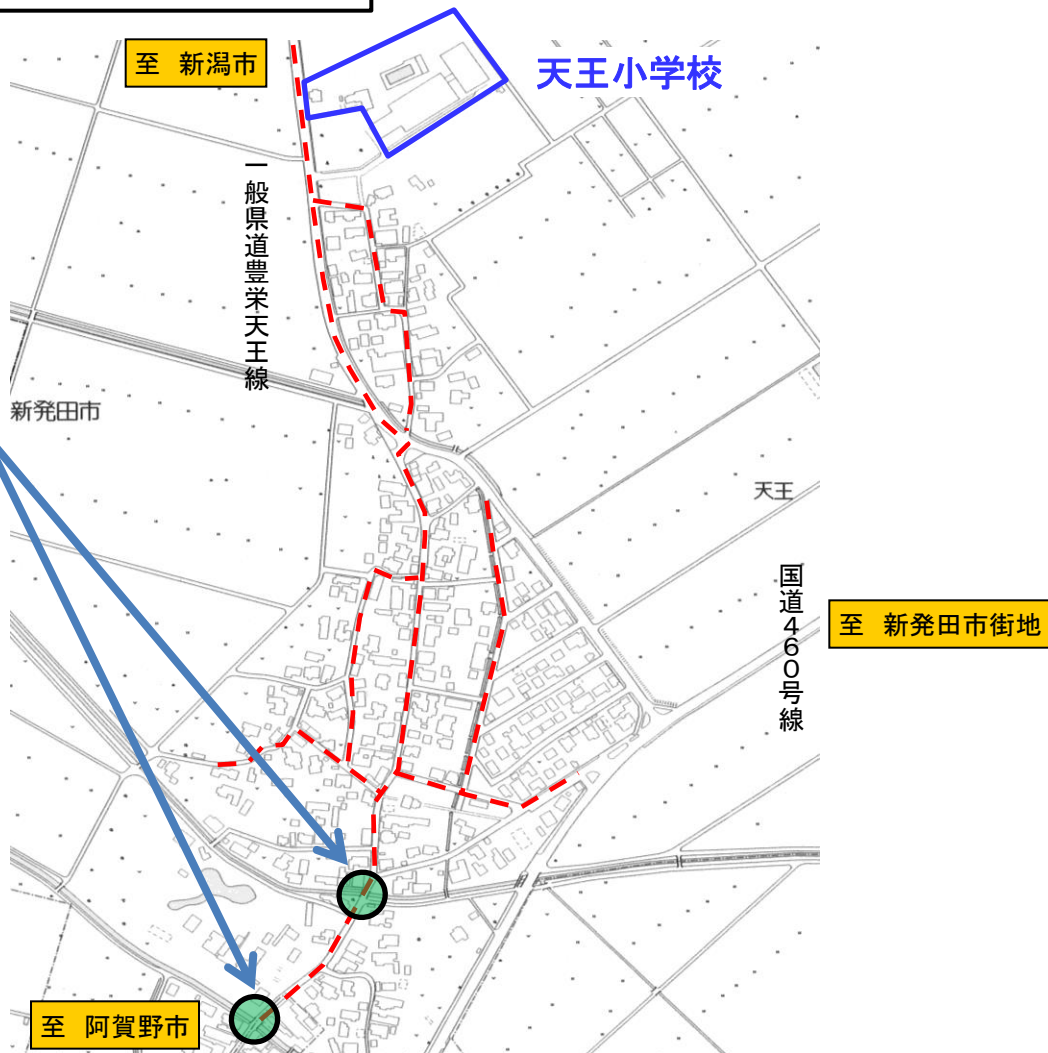 至 新潟市
天王小学校
一般県道豊栄天王線
新発田市
天王
国道460号線
至 新発田市街地
至 阿賀野市